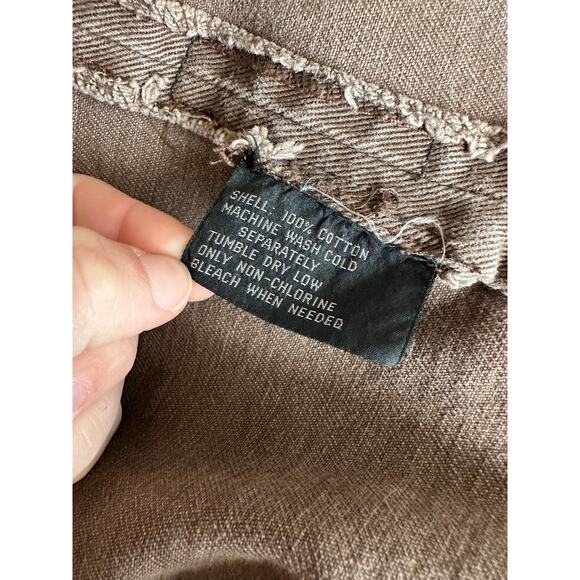 SHELL: 100% COTTON
MACHINE WASH COLD
SEPARATELY
TUMBLE DRY LOW
ONLY NON-CHLORINE
BLEACH WHEN NEEDED